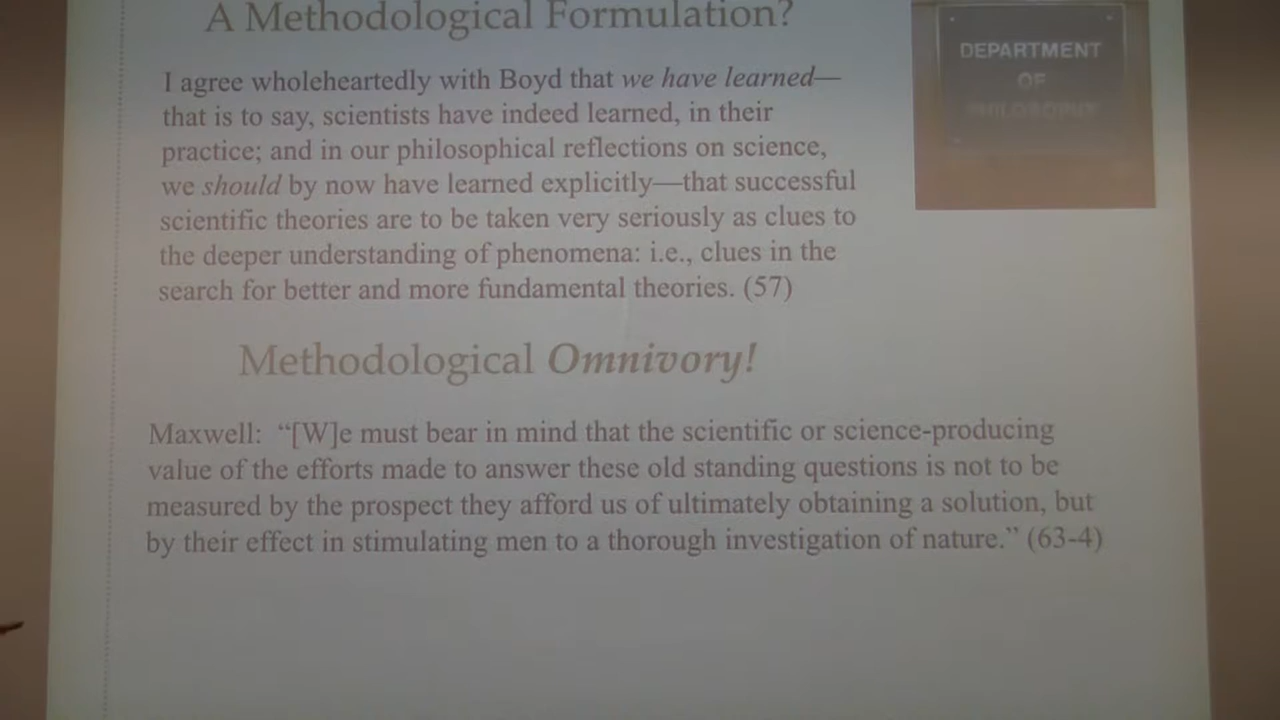 A Methodological Formulation?
DEPARTMENT
OF
PHILOSOPHY
I agree wholeheartedly with Boyd that we have learned—
that is to say, scientists have indeed learned, in their
practice; and in our philosophical reflections on science,
we should by now have learned explicitly—that successful
scientific theories are to be taken very seriously as clues to
the deeper understanding of phenomena: i.e., clues in the
search for better and more fundamental theories. (57)
Methodological Omnivory!
Maxwell: “[W]e must bear in mind that the scientific or science-producing
value of the efforts made to answer these old standing questions is not to be
measured by the prospect they afford us of ultimately obtaining a solution, but
by their effect in stimulating men to a thorough investigation of nature.” (63-4)